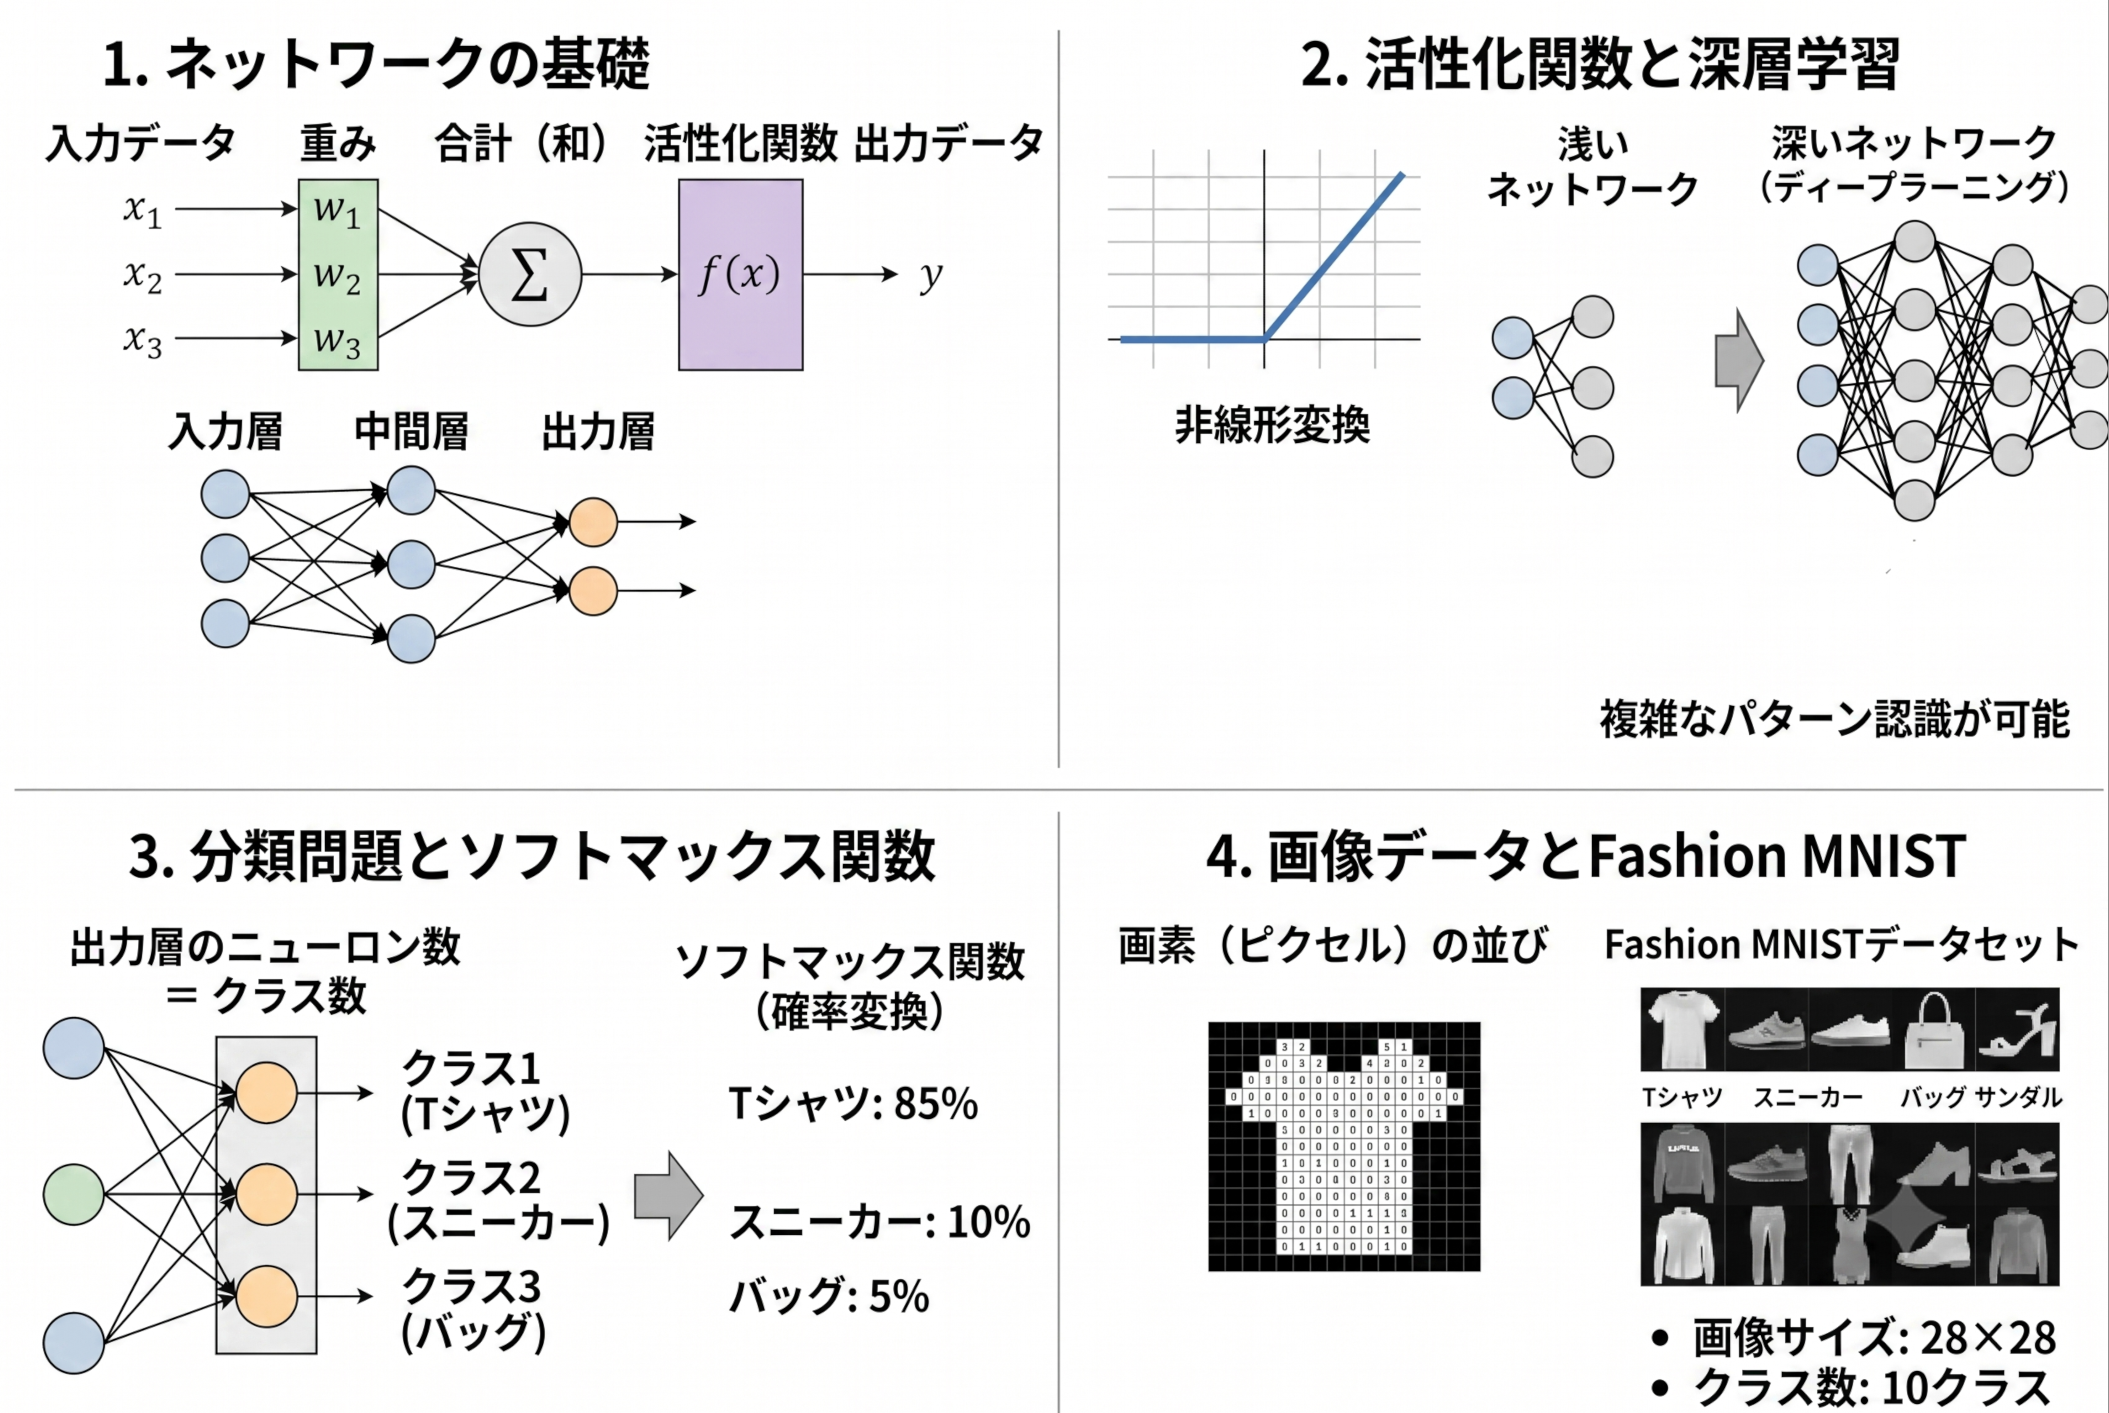 1. ネットワークの基礎
入力データ
重み
合計（和）
活性化関数
出力データ
x1
w1
x2
w2
x3
w3
∑
f(x)
y
入力層
中間層
出力層
2. 活性化関数と深層学習
非線形変換
浅い
ネットワーク
深いネットワーク
（ディープラーニング）
複雑なパターン認識が可能
3. 分類問題とソフトマックス関数
出力層のニューロン数
＝ クラス数
クラス1
(Tシャツ)
クラス2
(スニーカー)
クラス3
(バッグ)
ソフトマックス関数
（確率変換）
Tシャツ: 85%
スニーカー: 10%
バッグ: 5%
4. 画像データとFashion MNIST
画素（ピクセル）の並び
Fashion MNISTデータセット
Tシャツ
スニーカー
バッグ
サンダル
• 画像サイズ: 28×28
• クラス数: 10クラス